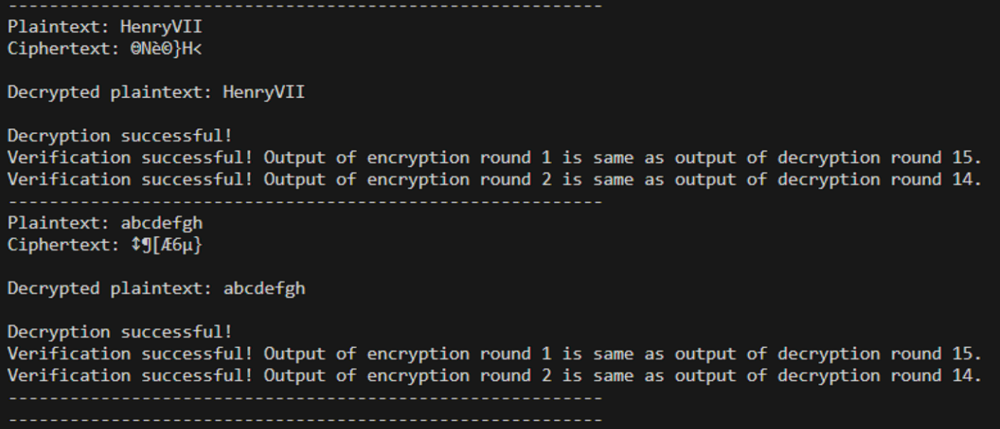 ----------------------------------------------------------
Plaintext: HenryVII
Ciphertext: ʘNè©}H<
Decrypted plaintext: HenryVII
Decryption successful!
Verification successful! Output of encryption round 1 is same as output of decryption round 15.
Verification successful! Output of encryption round 2 is same as output of decryption round 14.
----------------------------------------------------------
Plaintext: abcdefgh
Ciphertext: ↕¶[Æ6µ}
Decrypted plaintext: abcdefgh
Decryption successful!
Verification successful! Output of encryption round 1 is same as output of decryption round 15.
Verification successful! Output of encryption round 2 is same as output of decryption round 14.
----------------------------------------------------------
----------------------------------------------------------